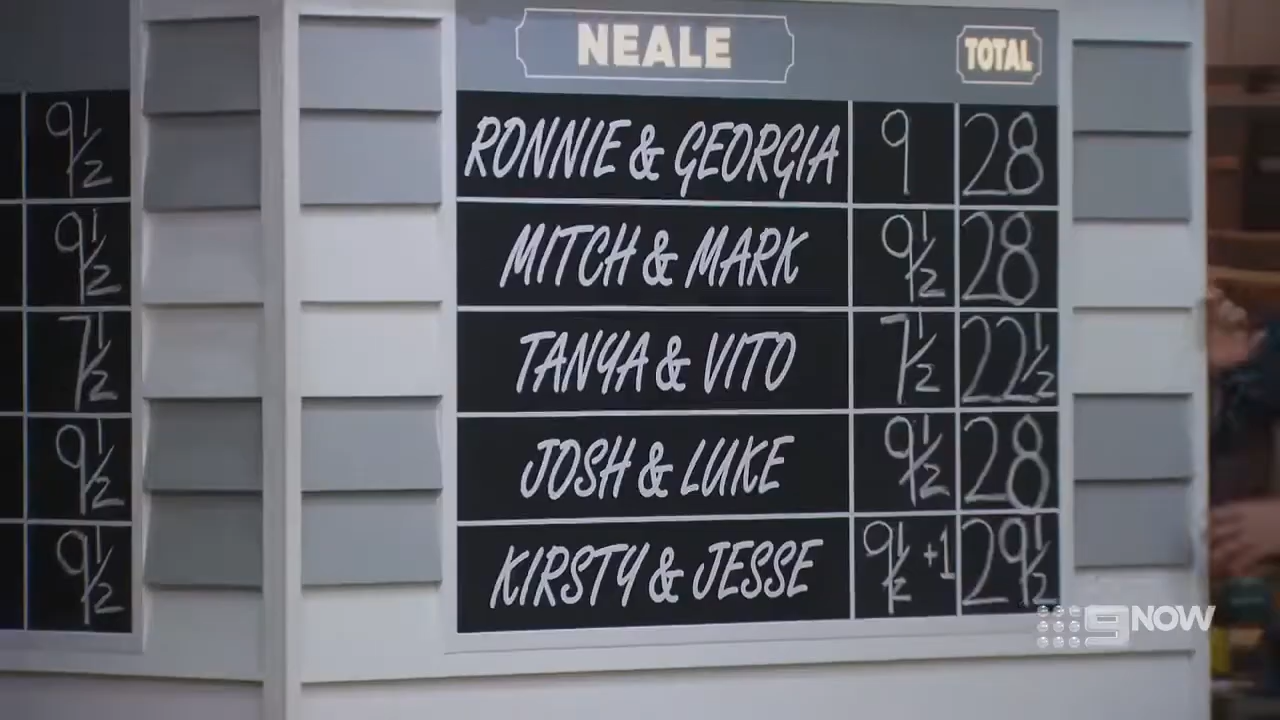 NEALE TOTAL
9½ RONNIE & GEORGIA 9 28
9½ MITCH & MARK 9½ 28
7½ TANYA & VITO 7½ 22½
9½ JOSH & LUKE 9½ 28
9½ KIRSTY & JESSE 9½ +1 29½
9NOW